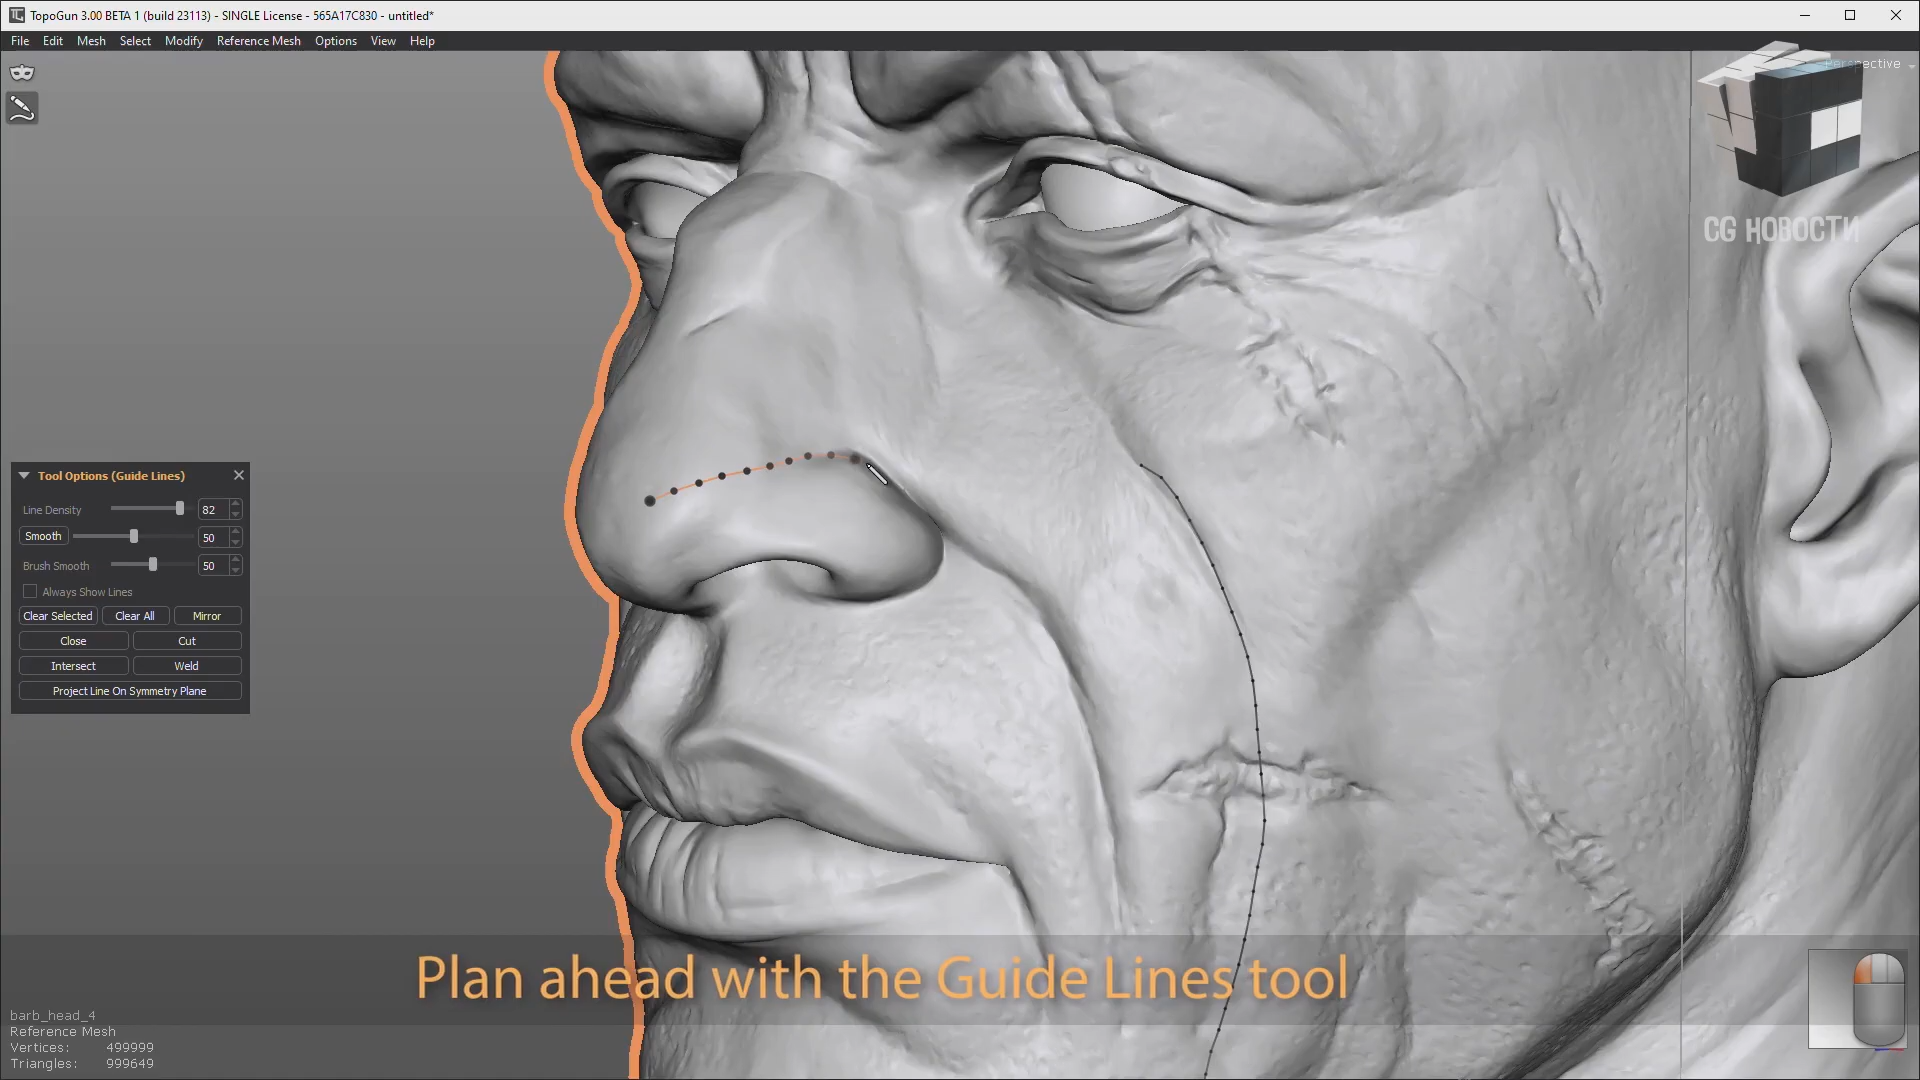 TopoGun 3.00 BETA 1 (build 23113) - SINGLE License - 565A17C830 - untitled*
File Edit Mesh Select Modify Reference Mesh Options View Help
Perspective
CG НОВОСТИ
Tool Options (Guide Lines)
Line Density 82
Smooth 50
Brush Smooth 50
Always Show Lines
Clear Selected Clear All Mirror
Close Cut
Intersect Weld
Project Line On Symmetry Plane
Plan ahead with the Guide Lines tool
barb_head_4
Reference Mesh
Vertices: 499999
Triangles: 999649